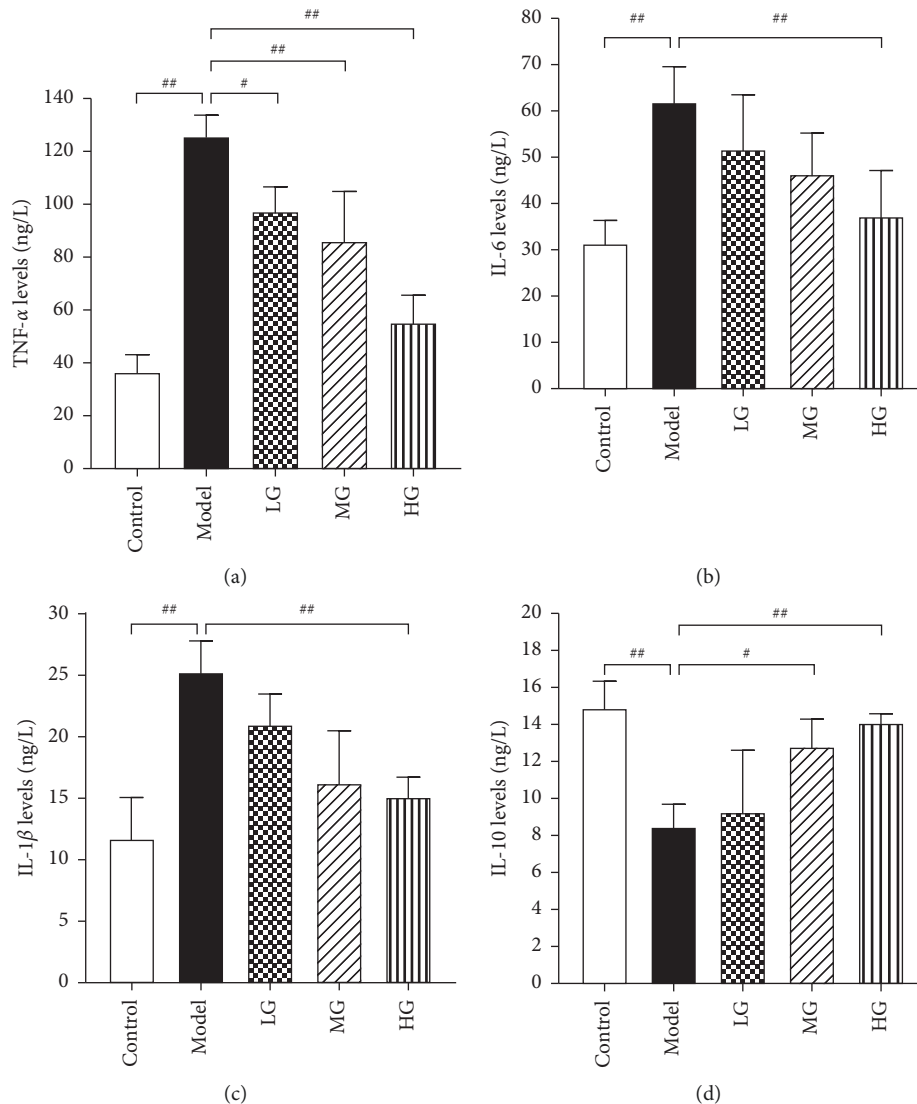 ##
##
## #
140
120
100
80
60
40
20
0
TNF-α levels (ng/L)
Control
Model
LG
MG
HG
(a)
## ##
80
70
60
50
40
30
20
10
0
IL-6 levels (ng/L)
Control
Model
LG
MG
HG
(b)
## ##
30
25
20
15
10
5
0
IL-1β levels (ng/L)
Control
Model
LG
MG
HG
(c)
##
## #
20
18
16
14
12
10
8
6
4
2
0
IL-10 levels (ng/L)
Control
Model
LG
MG
HG
(d)